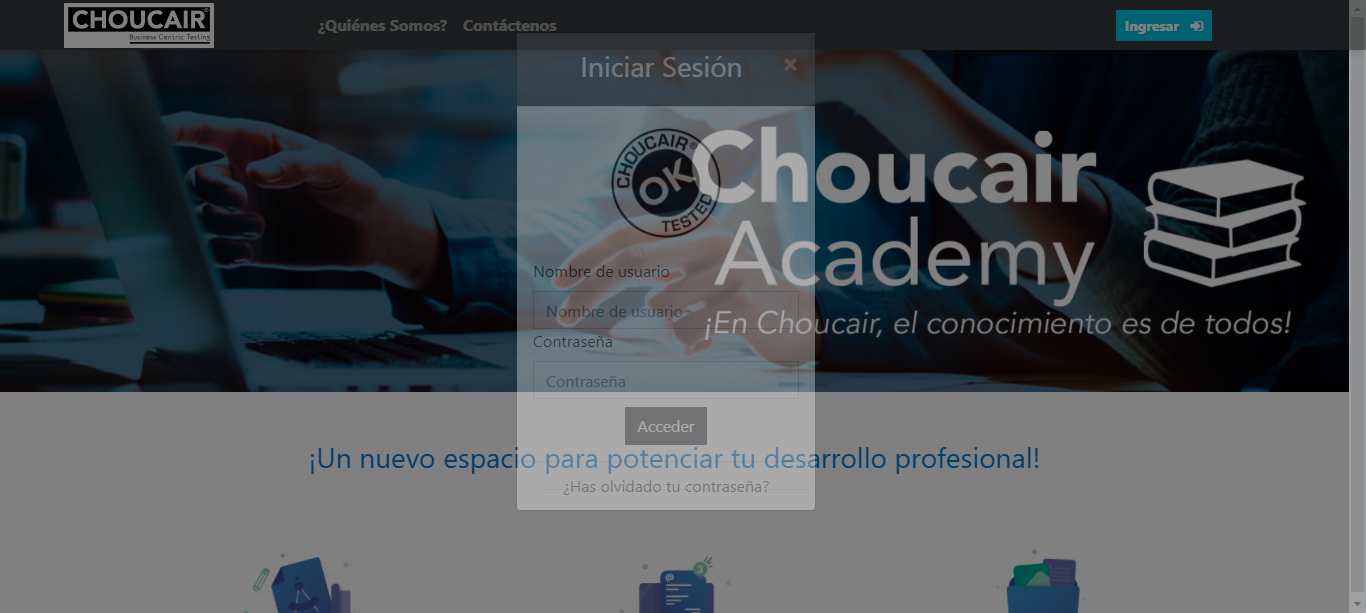 CHOUCAIR®
Business Centric Testing
¿Quiénes Somos?
Contáctenos
Ingresar
Iniciar Sesión
×
CHOUCAIR®
OK
TESTED
Choucair
Academy
¡En Choucair, el conocimiento es de todos!
Nombre de usuario
Nombre de usuario
Contraseña
Contraseña
Acceder
¡Un nuevo espacio para potenciar tu desarrollo profesional!
¿Has olvidado tu contraseña?
3